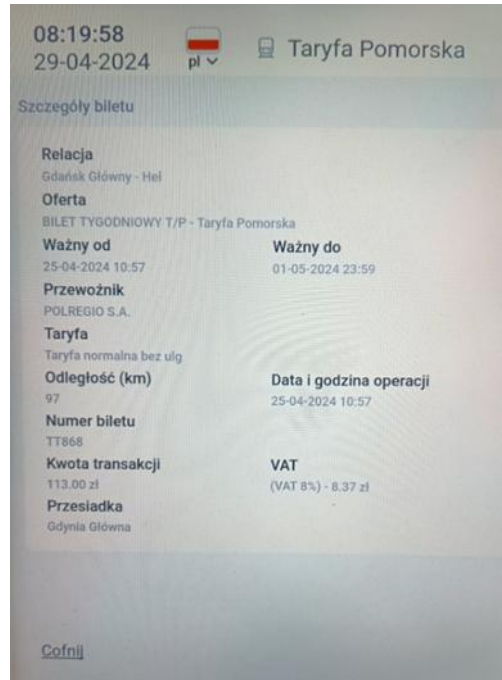 08:19:58
29-04-2024
pl
Taryfa Pomorska
Szczegóły biletu
Relacja
Gdańsk Główny - Hel
Oferta
BILET TYGODNIOWY T/P - Taryfa Pomorska
Ważny od
Ważny do
25-04-2024 10:57
01-05-2024 23:59
Przewoźnik
POLREGIO S.A.
Taryfa
Taryfa normalna bez ulg
Odległość (km)
Data i godzina operacji
97
25-04-2024 10:57
Numer biletu
TT868
Kwota transakcji
VAT
113.00 zł
(VAT 8%) - 8.37 zł
Przesiadka
Gdynia Główna
Cofnij